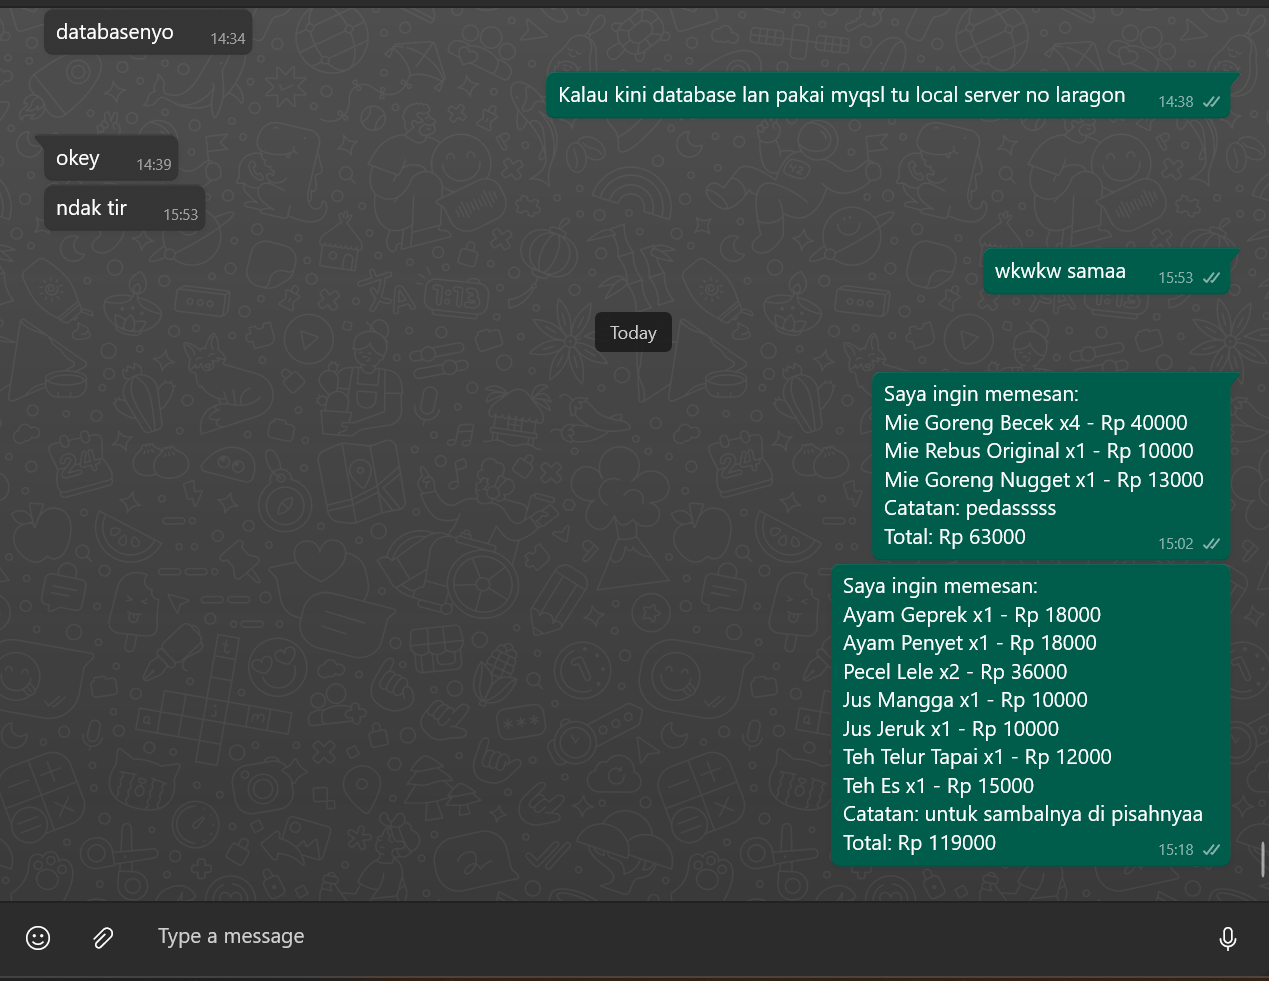 databasenyo 14:34
Kalau kini database lan pakai myqsl tu local server no laragon 14:38
okey 14:39
ndak tir 15:53
wkwkw samaa 15:53
Today
Saya ingin memesan:
Mie Goreng Becek x4 - Rp 40000
Mie Rebus Original x1 - Rp 10000
Mie Goreng Nugget x1 - Rp 13000
Catatan: pedasssss
Total: Rp 63000 15:02
Saya ingin memesan:
Ayam Geprek x1 - Rp 18000
Ayam Penyet x1 - Rp 18000
Pecel Lele x2 - Rp 36000
Jus Mangga x1 - Rp 10000
Jus Jeruk x1 - Rp 10000
Teh Telur Tapai x1 - Rp 12000
Teh Es x1 - Rp 15000
Catatan: untuk sambalnya di pisahnyaa
Total: Rp 119000 15:18
Type a message